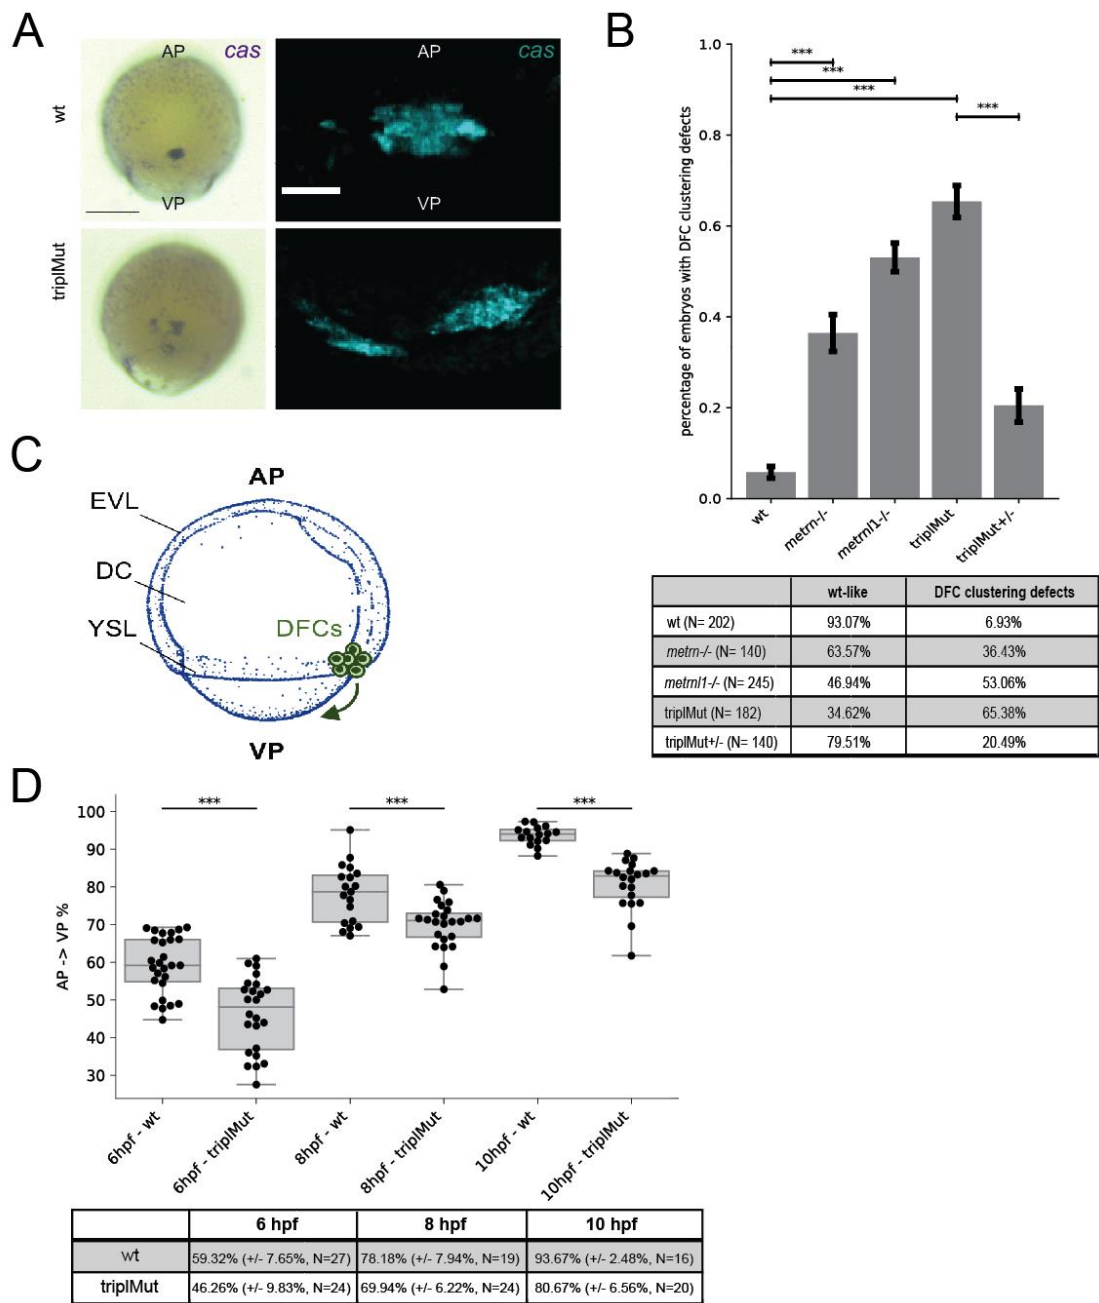 A
AP
cas
AP
cas
wt
VP
VP
triplMut
B
1.0
0.8
0.6
0.4
0.2
0.0
percentage of embryos with DFC clustering defects
***
***
***
***
wt
metrn-/-
metrnl1-/-
triplMut
triplMut+/-
wt-like DFC clustering defects
wt (N= 202) 93.07% 6.93%
metrn-/- (N= 140) 63.57% 36.43%
metrnl1-/- (N= 245) 46.94% 53.06%
triplMut (N= 182) 34.62% 65.38%
triplMut+/- (N= 140) 79.51% 20.49%
C
AP
EVL
DC
YSL
DFCs
VP
D
AP -> VP %
100
90
80
70
60
50
40
30
***
***
***
6hpf - wt
6hpf - triplMut
8hpf - wt
8hpf - triplMut
10hpf - wt
10hpf - triplMut
6 hpf 8 hpf 10 hpf
wt 59.32% (+/- 7.65%, N=27) 78.18% (+/- 7.94%, N=19) 93.67% (+/- 2.48%, N=16)
triplMut 46.26% (+/- 9.83%, N=24) 69.94% (+/- 6.22%, N=24) 80.67% (+/- 6.56%, N=20)